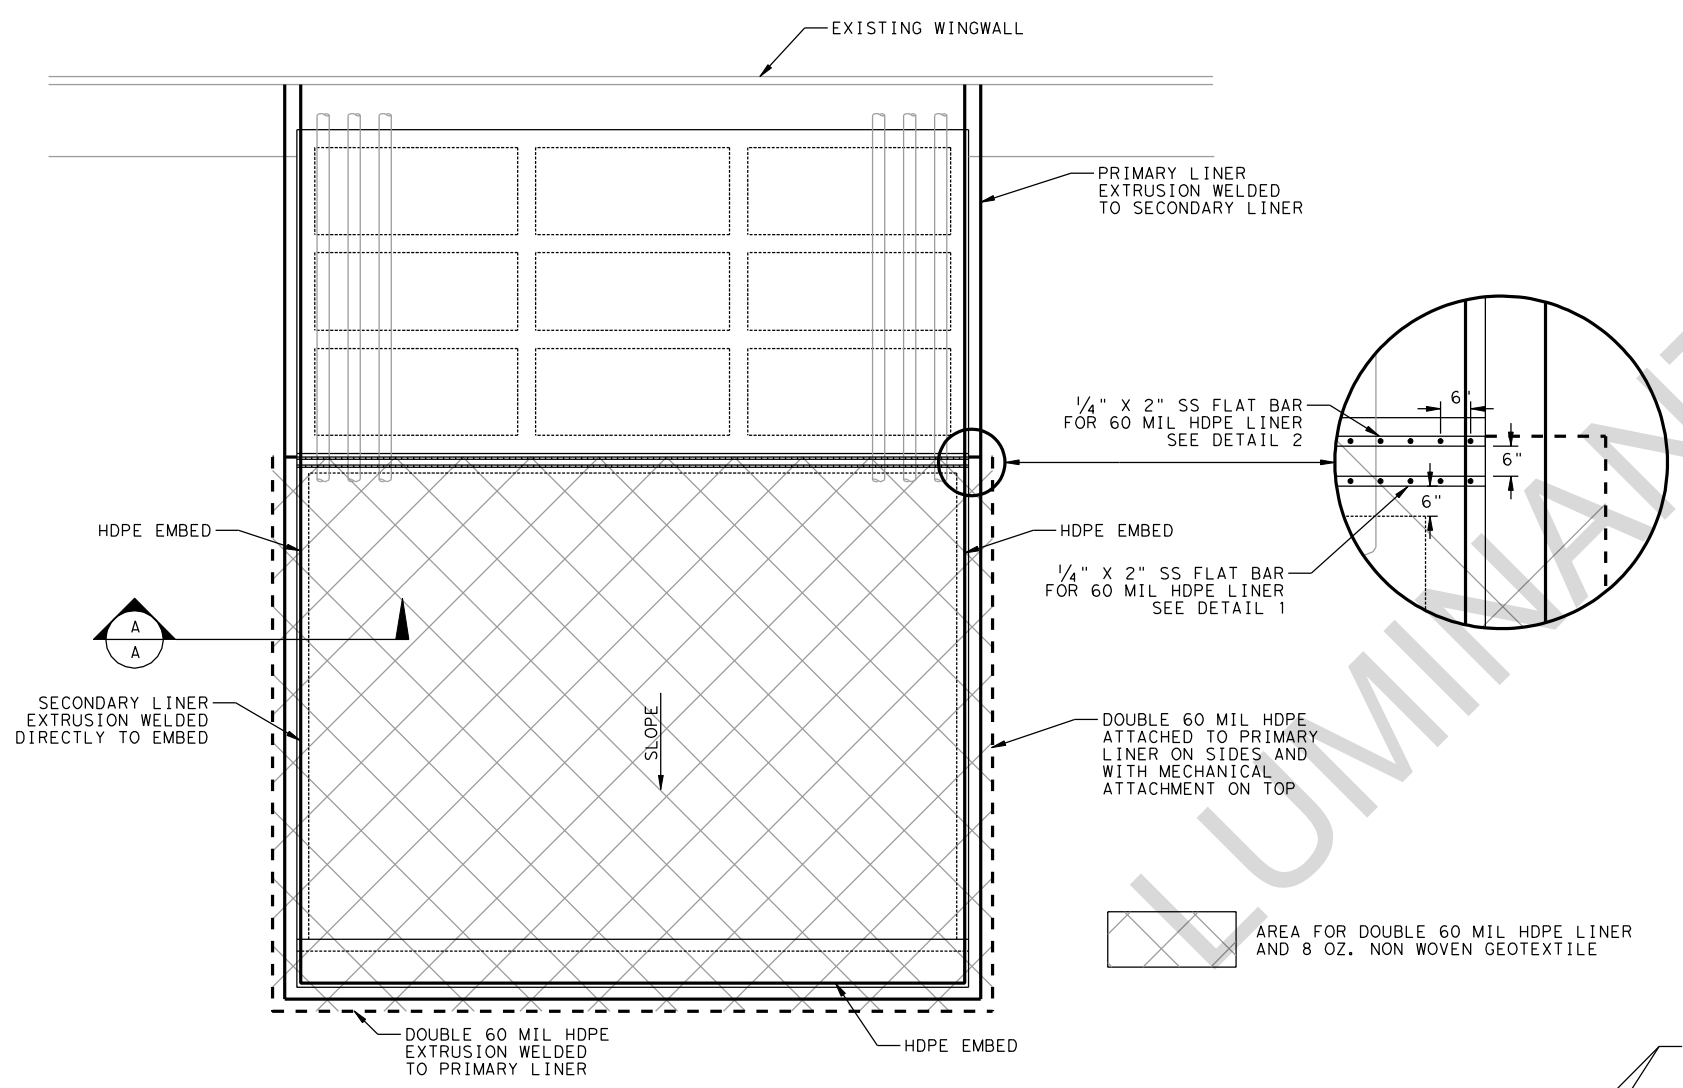 EXISTING WINGWALL
PRIMARY LINER
EXTRUSION WELDED
TO SECONDARY LINER
1/4" X 2" SS FLAT BAR
FOR 60 MIL HDPE LINER
SEE DETAIL 2
6"
6"
6"
HDPE EMBED
HDPE EMBED
1/4" X 2" SS FLAT BAR
FOR 60 MIL HDPE LINER
SEE DETAIL 1
A
A
SECONDARY LINER
EXTRUSION WELDED
DIRECTLY TO EMBED
SLOPE
DOUBLE 60 MIL HDPE
ATTACHED TO PRIMARY
LINER ON SIDES AND
WITH MECHANICAL
ATTACHMENT ON TOP
AREA FOR DOUBLE 60 MIL HDPE LINER
AND 8 OZ. NON WOVEN GEOTEXTILE
DOUBLE 60 MIL HDPE
EXTRUSION WELDED
TO PRIMARY LINER
HDPE EMBED
LUMINANT